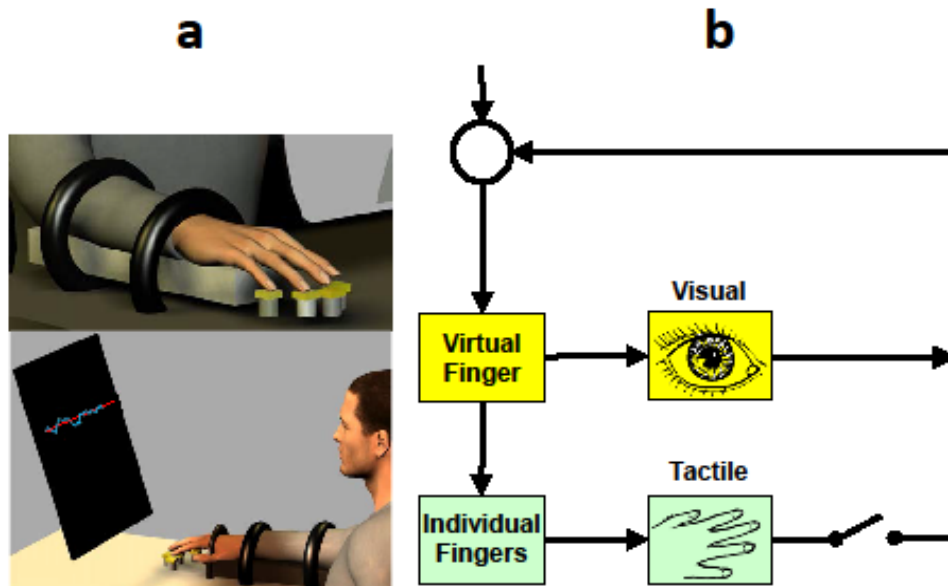 a
b
Visual
Virtual
Finger
Tactile
Individual
Fingers